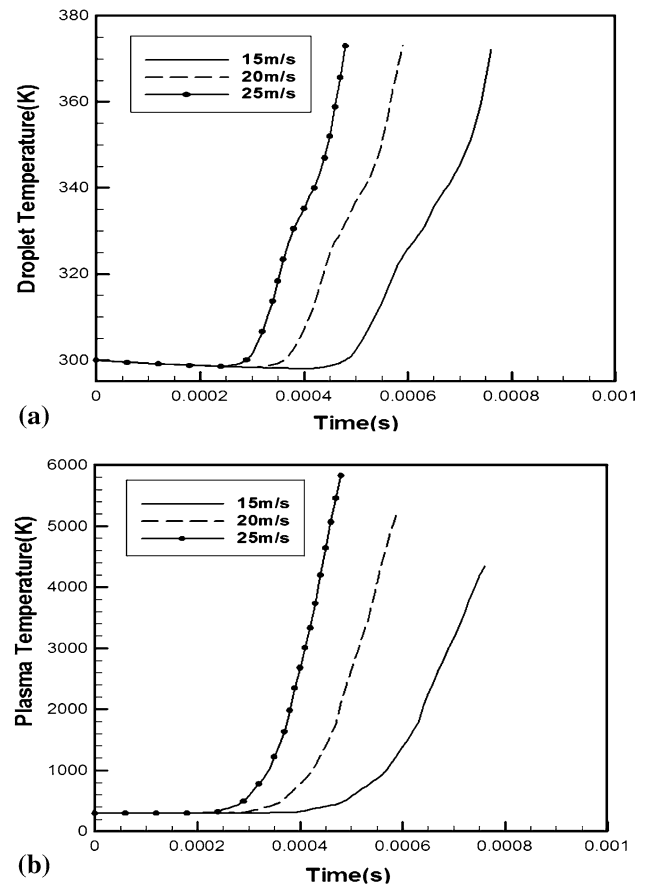 380
360
340
320
300
Droplet Temperature(K)
15m/s
20m/s
25m/s
0 0.0002 0.0004 0.0006 0.0008 0.001
Time(s)
(a)
6000
5000
4000
3000
2000
1000
0
Plasma Temperature(K)
15m/s
20m/s
25m/s
0 0.0002 0.0004 0.0006 0.0008 0.001
Time(s)
(b)